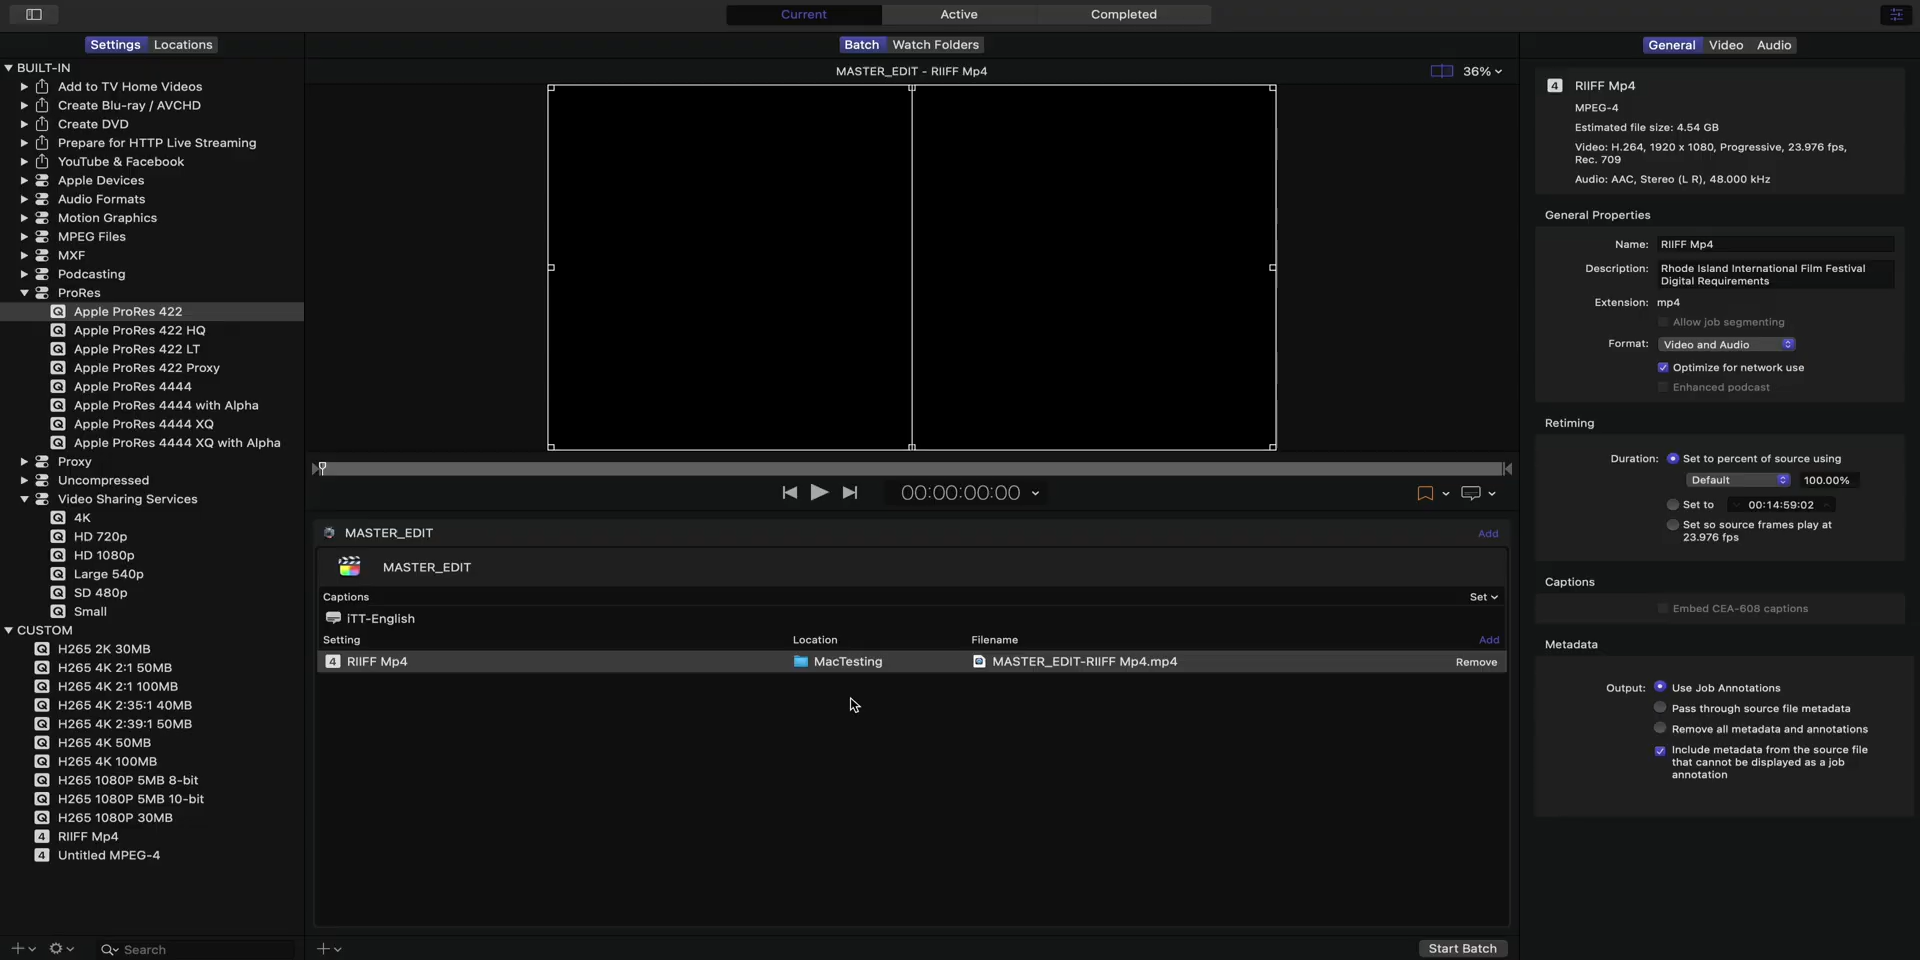 Current
Active
Completed
Settings
Locations
Batch
Watch Folders
General
Video
Audio
MASTER_EDIT - RIIFF Mp4
36%
BUILT-IN
Add to TV Home Videos
Create Blu-ray / AVCHD
Create DVD
Prepare for HTTP Live Streaming
YouTube & Facebook
Apple Devices
Audio Formats
Motion Graphics
MPEG Files
MXF
Podcasting
ProRes
Apple ProRes 422
Apple ProRes 422 HQ
Apple ProRes 422 LT
Apple ProRes 422 Proxy
Apple ProRes 4444
Apple ProRes 4444 with Alpha
Apple ProRes 4444 XQ
Apple ProRes 4444 XQ with Alpha
Proxy
Uncompressed
Video Sharing Services
4K
HD 720p
HD 1080p
Large 540p
SD 480p
Small
CUSTOM
H265 2K 30MB
H265 4K 2:1 50MB
H265 4K 2:1 100MB
H265 4K 2:35:1 40MB
H265 4K 2:39:1 50MB
H265 4K 50MB
H265 4K 100MB
H265 1080P 5MB 8-bit
H265 1080P 5MB 10-bit
H265 1080P 30MB
RIIFF Mp4
Untitled MPEG-4
Search
00:00:00:00
MASTER_EDIT
Add
MASTER_EDIT
Captions
Set
iTT-English
Setting
Location
Filename
Add
RIIFF Mp4
MacTesting
MASTER_EDIT-RIIFF Mp4.mp4
Remove
Start Batch
RIIFF Mp4
MPEG-4
Estimated file size: 4.54 GB
Video: H.264, 1920 x 1080, Progressive, 23.976 fps,
Rec. 709
Audio: AAC, Stereo (L R), 48.000 kHz
General Properties
Name: RIIFF Mp4
Description: Rhode Island International Film Festival
Digital Requirements
Extension: mp4
Allow job segmenting
Format: Video and Audio
Optimize for network use
Enhanced podcast
Retiming
Duration: Set to percent of source using
Default 100.00%
Set to 00:14:59:02
Set so source frames play at
23.976 fps
Captions
Embed CEA-608 captions
Metadata
Output: Use Job Annotations
Pass through source file metadata
Remove all metadata and annotations
Include metadata from the source file
that cannot be displayed as a job
annotation